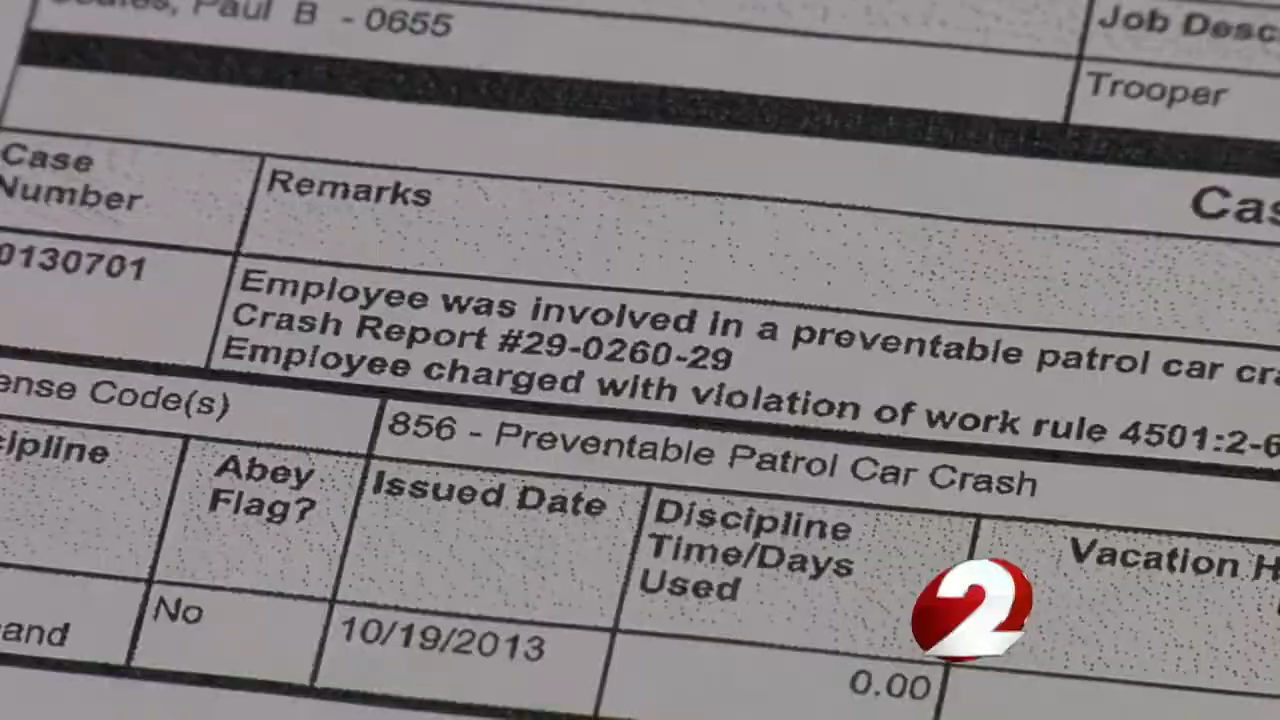 Paul B - 0655
Job Desc
Trooper
Case
Number
Remarks
Cas
0130701
Employee was involved in a preventable patrol car cra
Crash Report #29-0260-29
Employee charged with violation of work rule 4501:2-6
ense Code(s)
856 - Preventable Patrol Car Crash
ipline
Abey
Flag?
Issued Date
Discipline
Time/Days
Used
Vacation H
and
No
10/19/2013
0.00
2